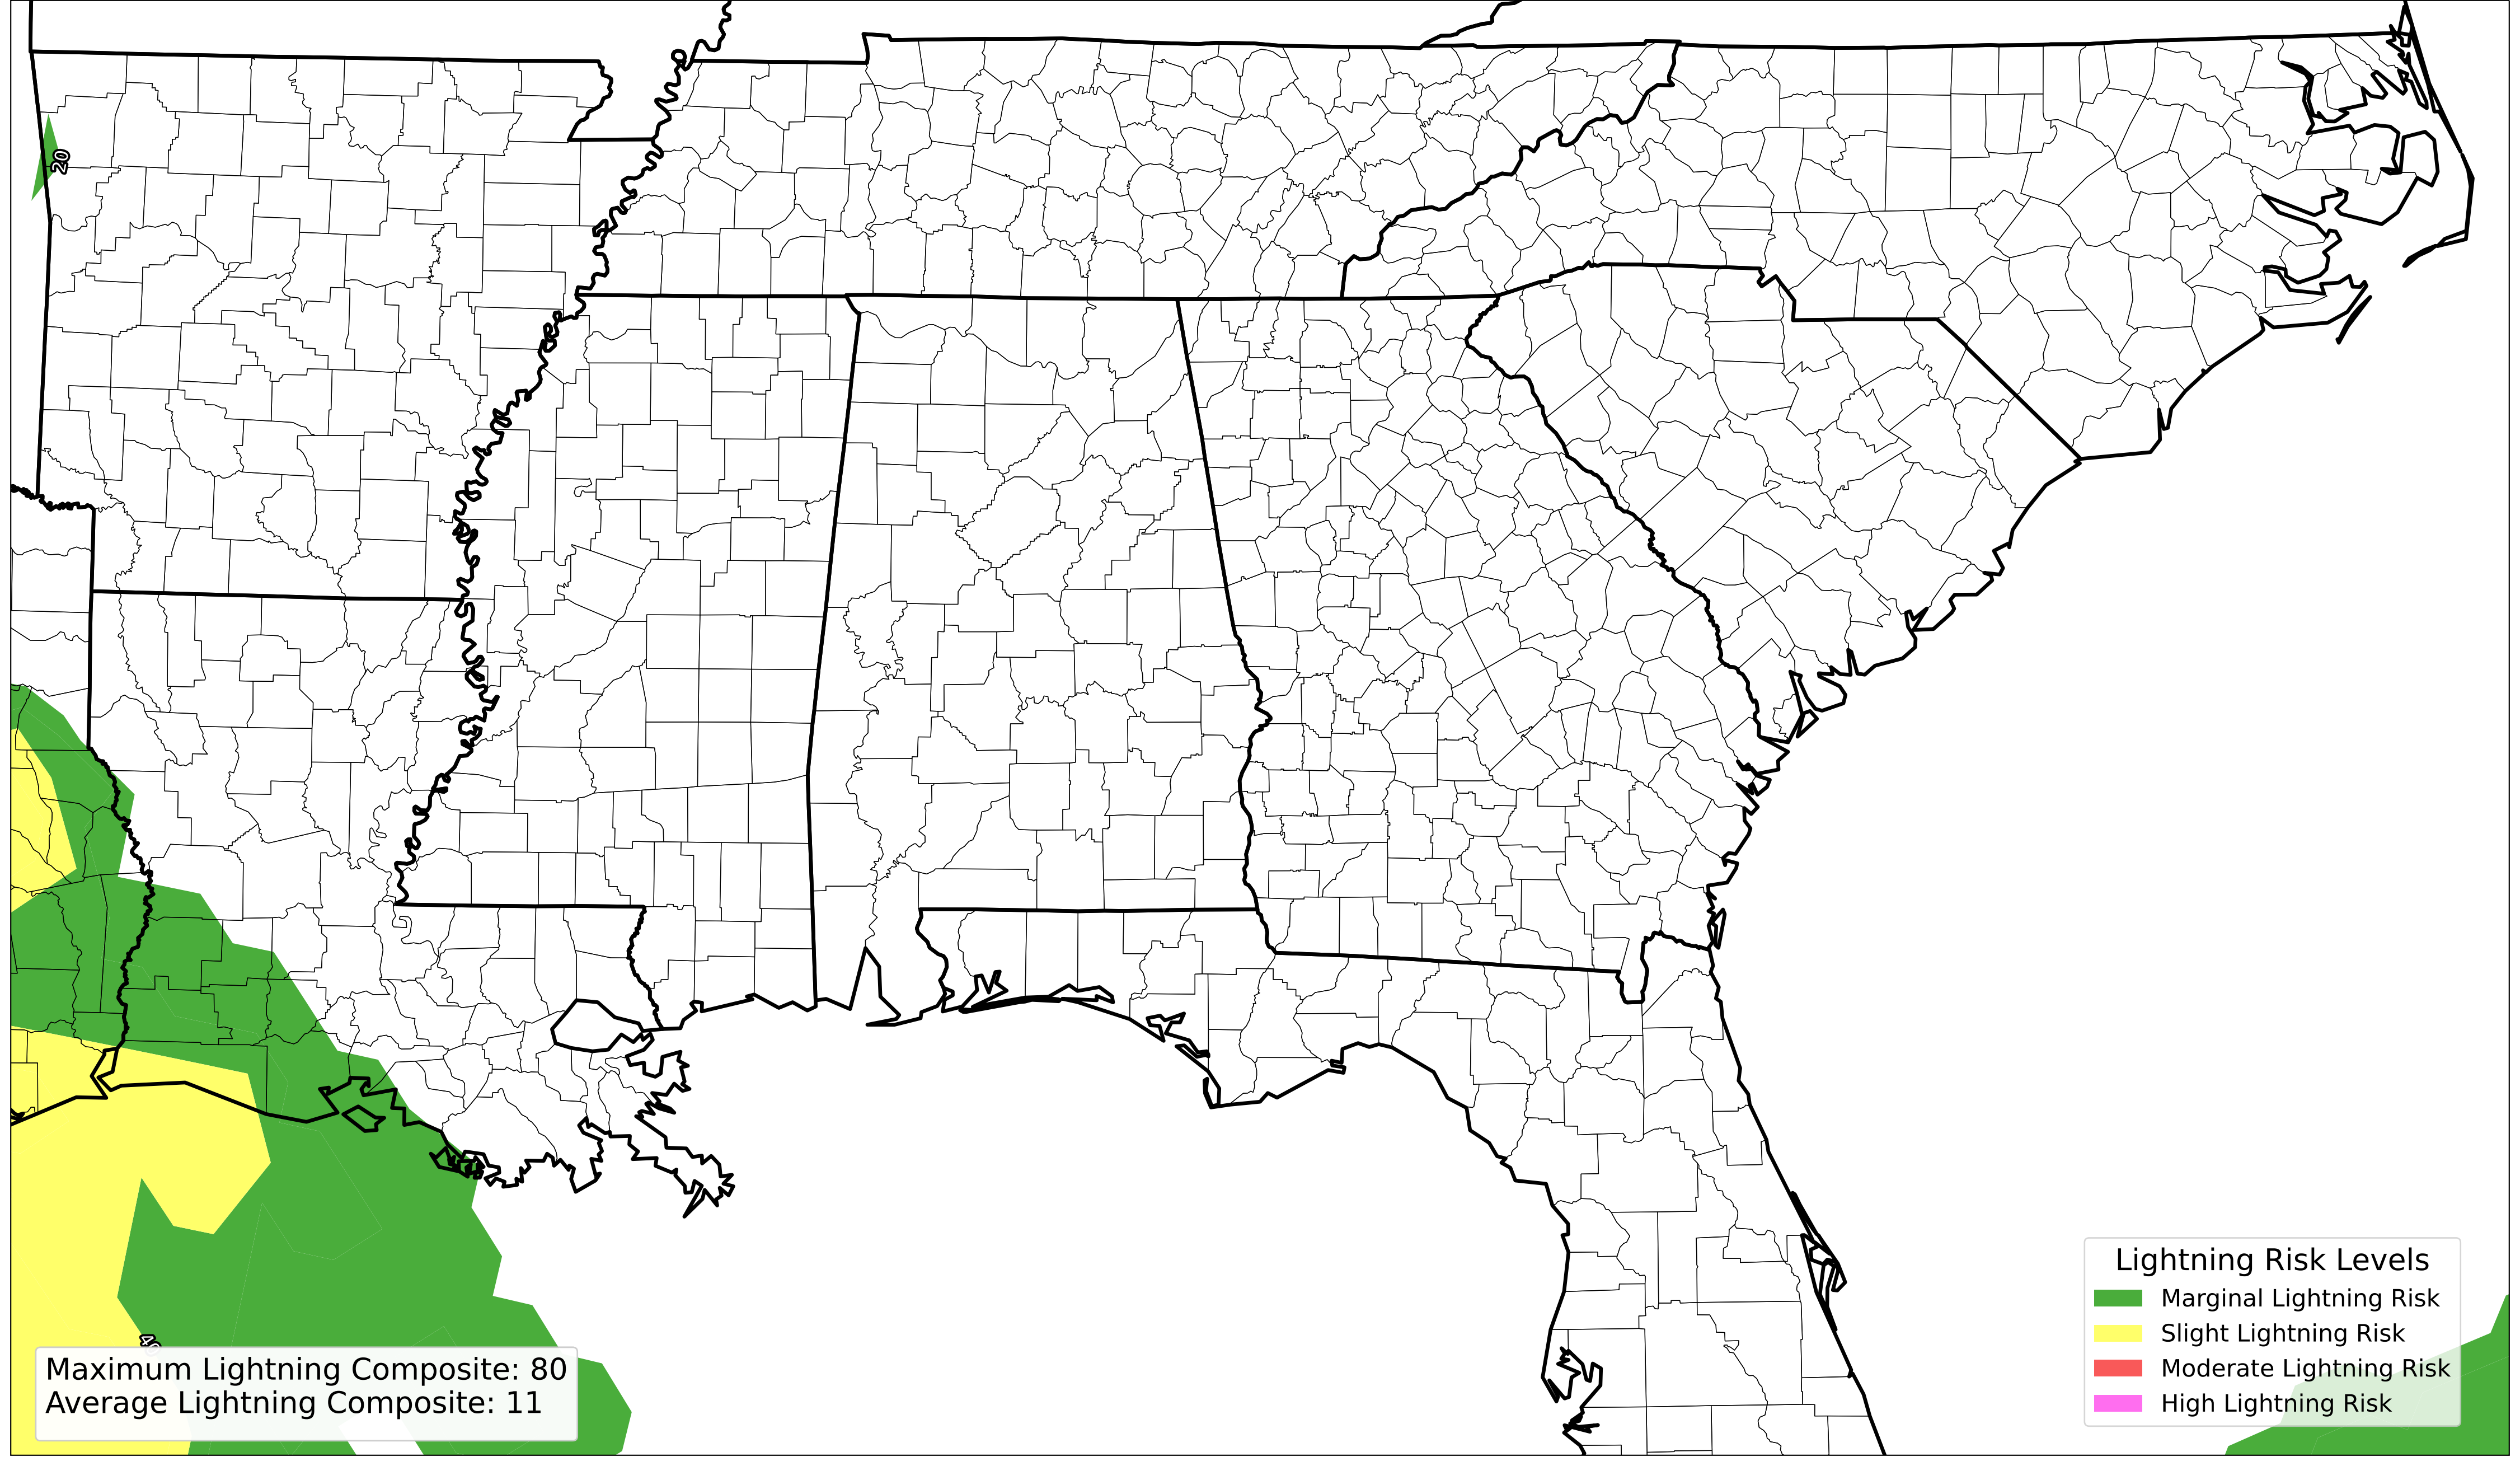 20
Maximum Lightning Composite: 80
Average Lightning Composite: 11
Lightning Risk Levels
Marginal Lightning Risk
Slight Lightning Risk
Moderate Lightning Risk
High Lightning Risk